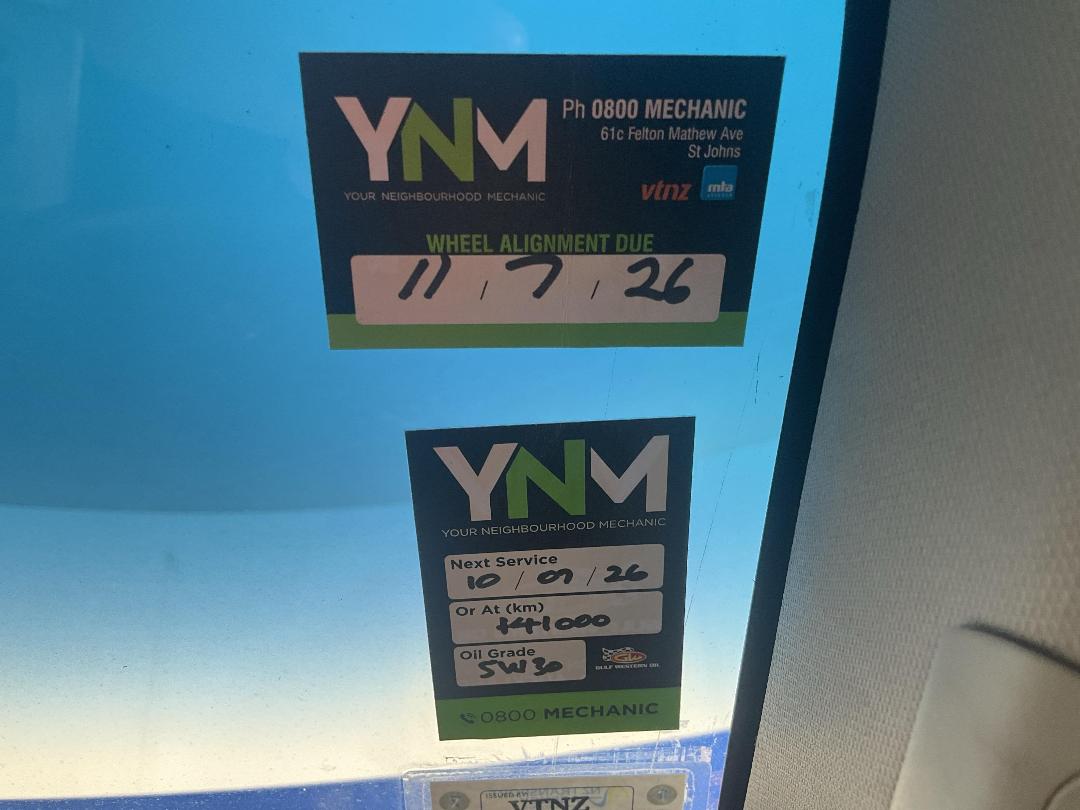 YNM
YOUR NEIGHBOURHOOD MECHANIC
Ph 0800 MECHANIC
61c Felton Mathew Ave
St Johns
vtnz mta
WHEEL ALIGNMENT DUE
11 / 7 / 26
YNM
YOUR NEIGHBOURHOOD MECHANIC
Next Service
10 / 07 / 26
Or At (km)
141000
Oil Grade
5W30
GULF WESTERN OIL
0800 MECHANIC
ISSUED BY
VTNZ